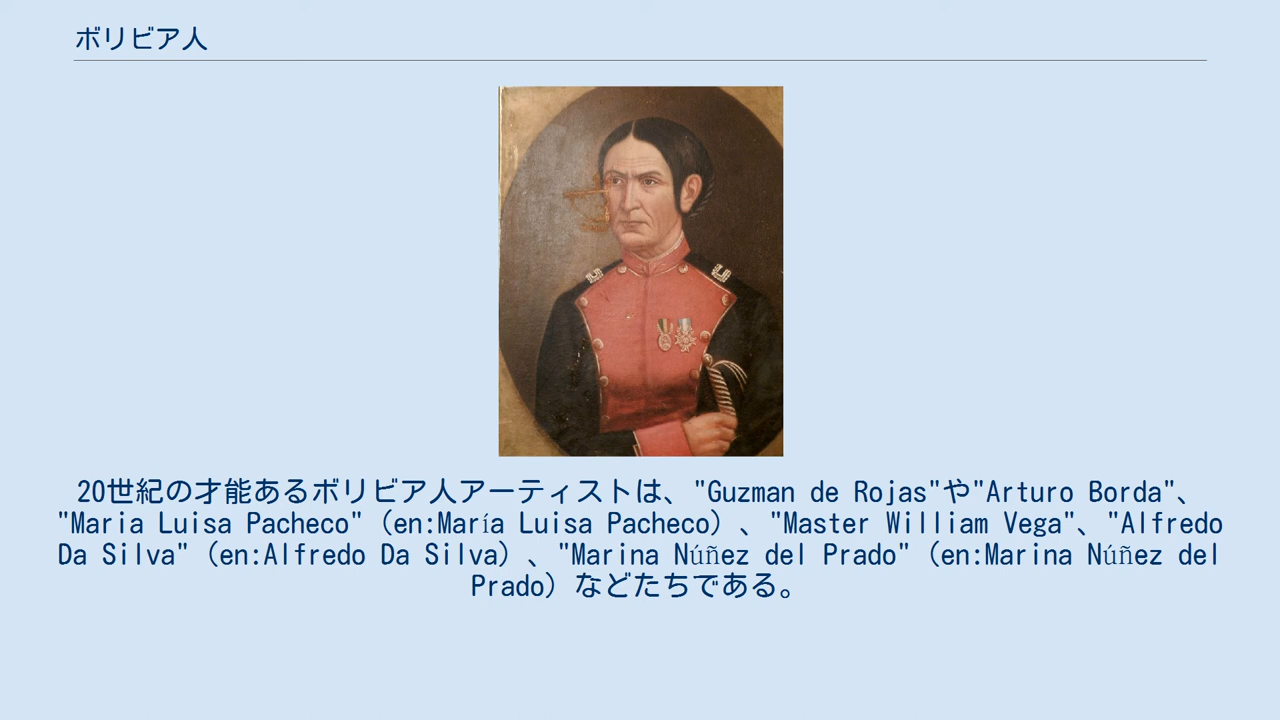 ボリビア人
20世紀の才能あるボリビア人アーティストは、"Guzman de Rojas"や"Arturo Borda"、
"Maria Luisa Pacheco"（en:María Luisa Pacheco）、"Master William Vega"、"Alfredo
Da Silva"（en:Alfredo Da Silva）、"Marina Núñez del Prado"（en:Marina Núñez del
Prado）などたちである。